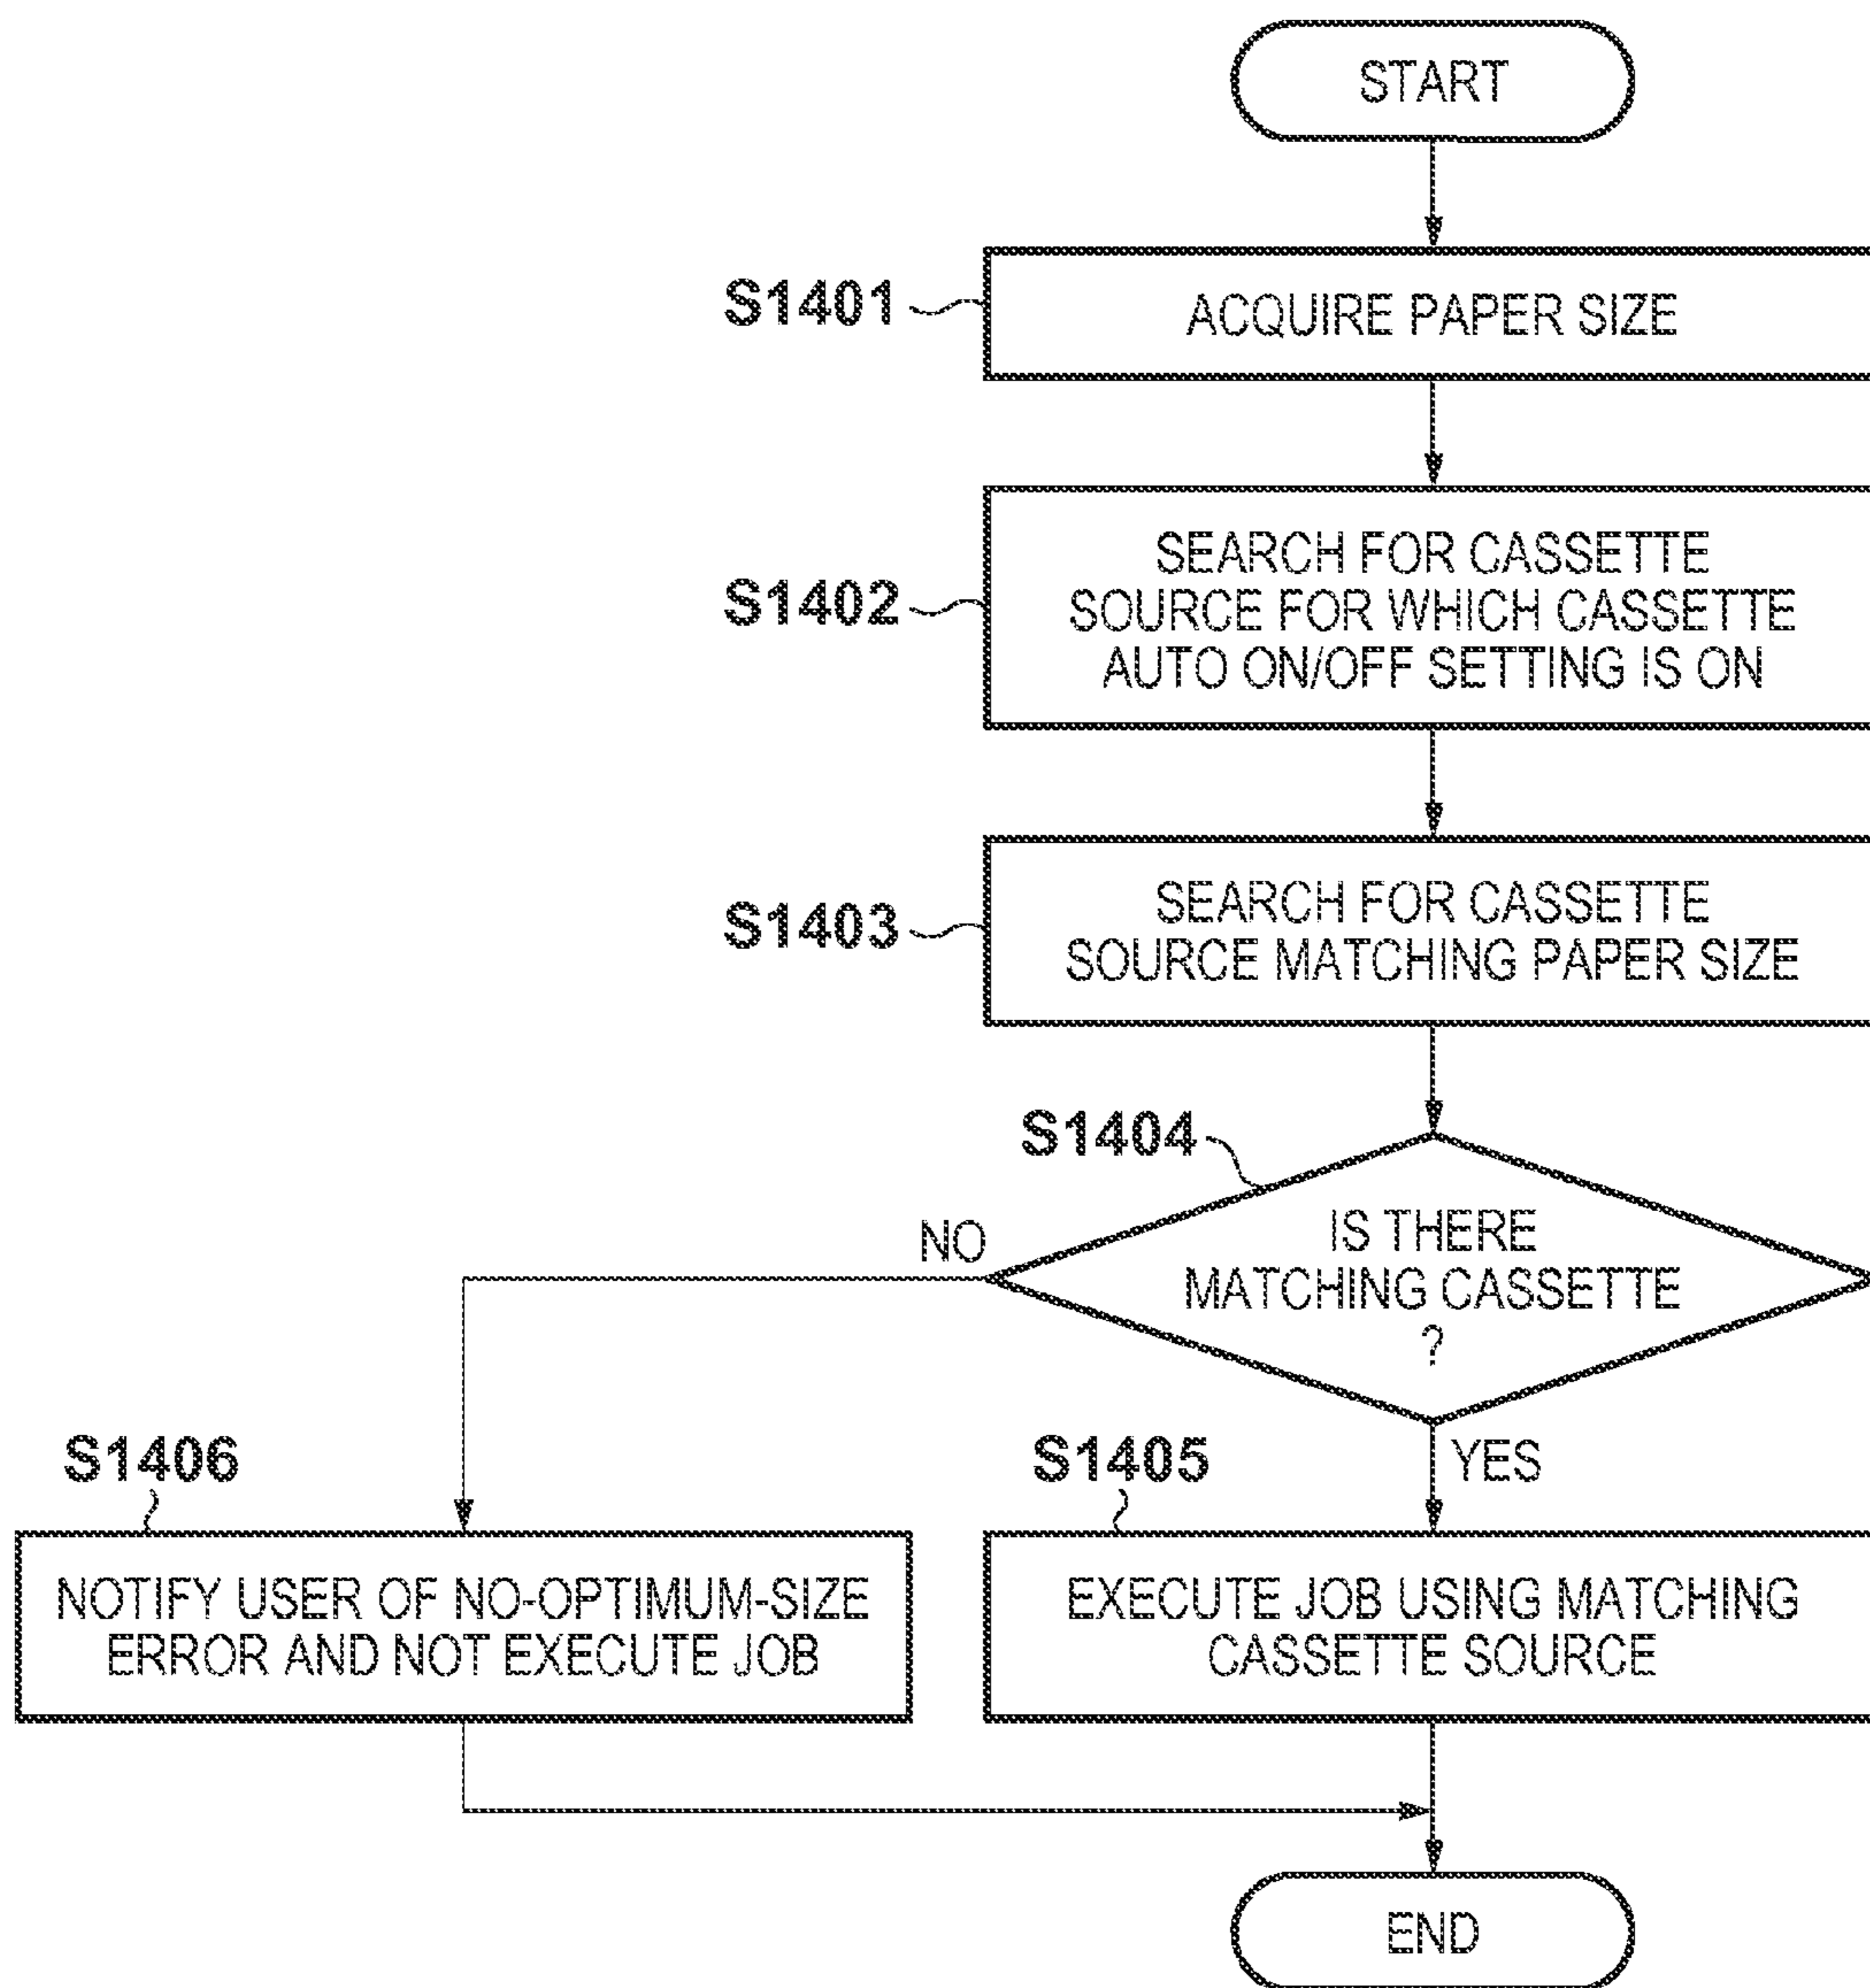 START
S1401
ACQUIRE PAPER SIZE
S1402
SEARCH FOR CASSETTE
SOURCE FOR WHICH CASSETTE
AUTO ON/OFF SETTING IS ON
S1403
SEARCH FOR CASSETTE
SOURCE MATCHING PAPER SIZE
S1404
IS THERE
MATCHING CASSETTE
?
NO
YES
S1406
NOTIFY USER OF NO-OPTIMUM-SIZE
ERROR AND NOT EXECUTE JOB
S1405
EXECUTE JOB USING MATCHING
CASSETTE SOURCE
END